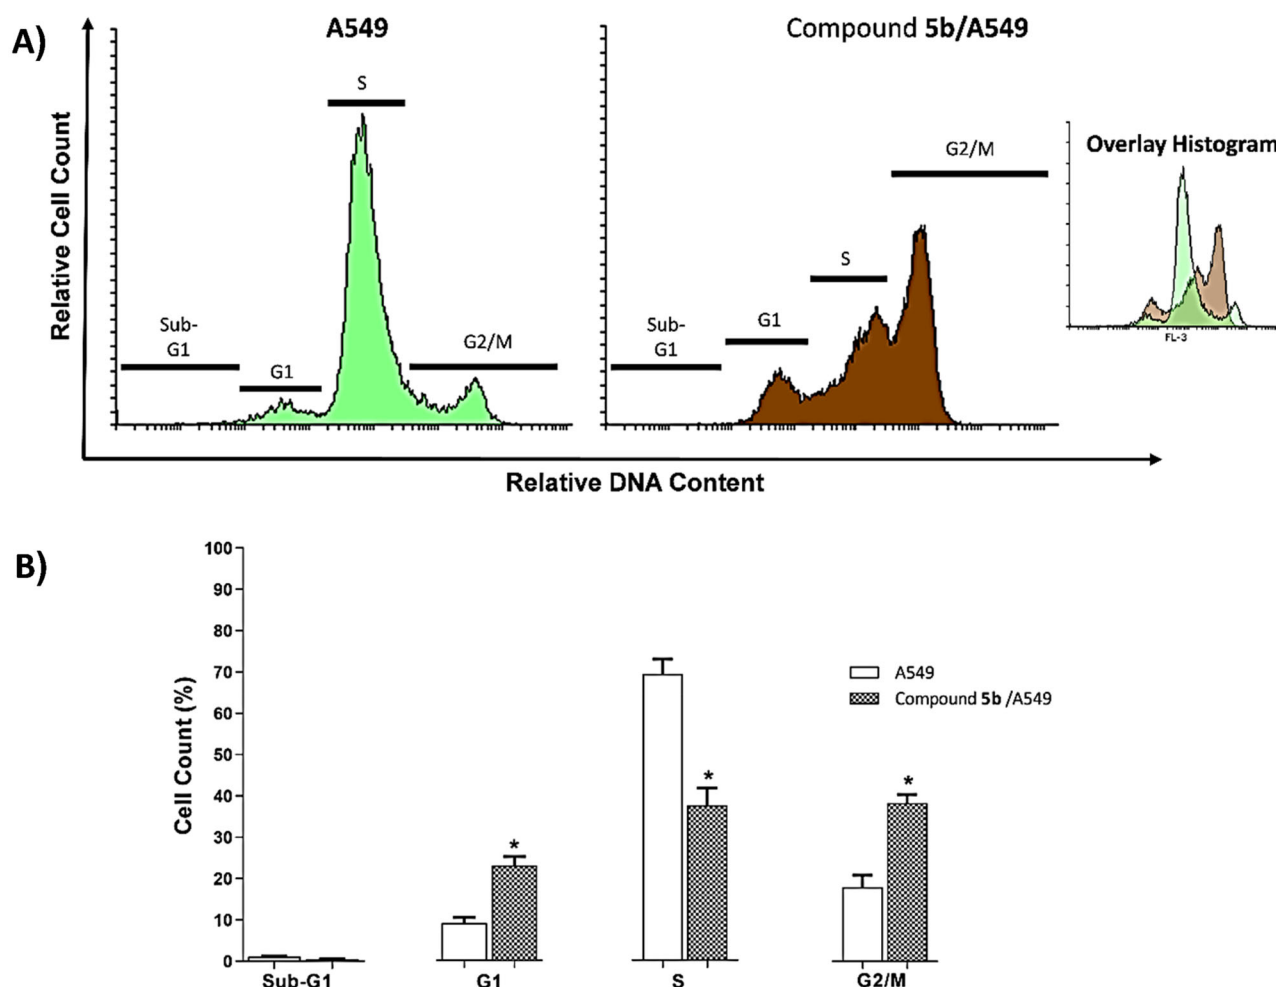 A)
A549
Compound 5b/A549
Relative Cell Count
S
Sub-
G1
G1
G2/M
Sub-
G1
G1
S
G2/M
Overlay Histogram
FL-3
Relative DNA Content
B)
Cell Count (%)
100
90
80
70
60
50
40
30
20
10
0
*
*
*
A549
Compound 5b /A549
Sub-G1
G1
S
G2/M